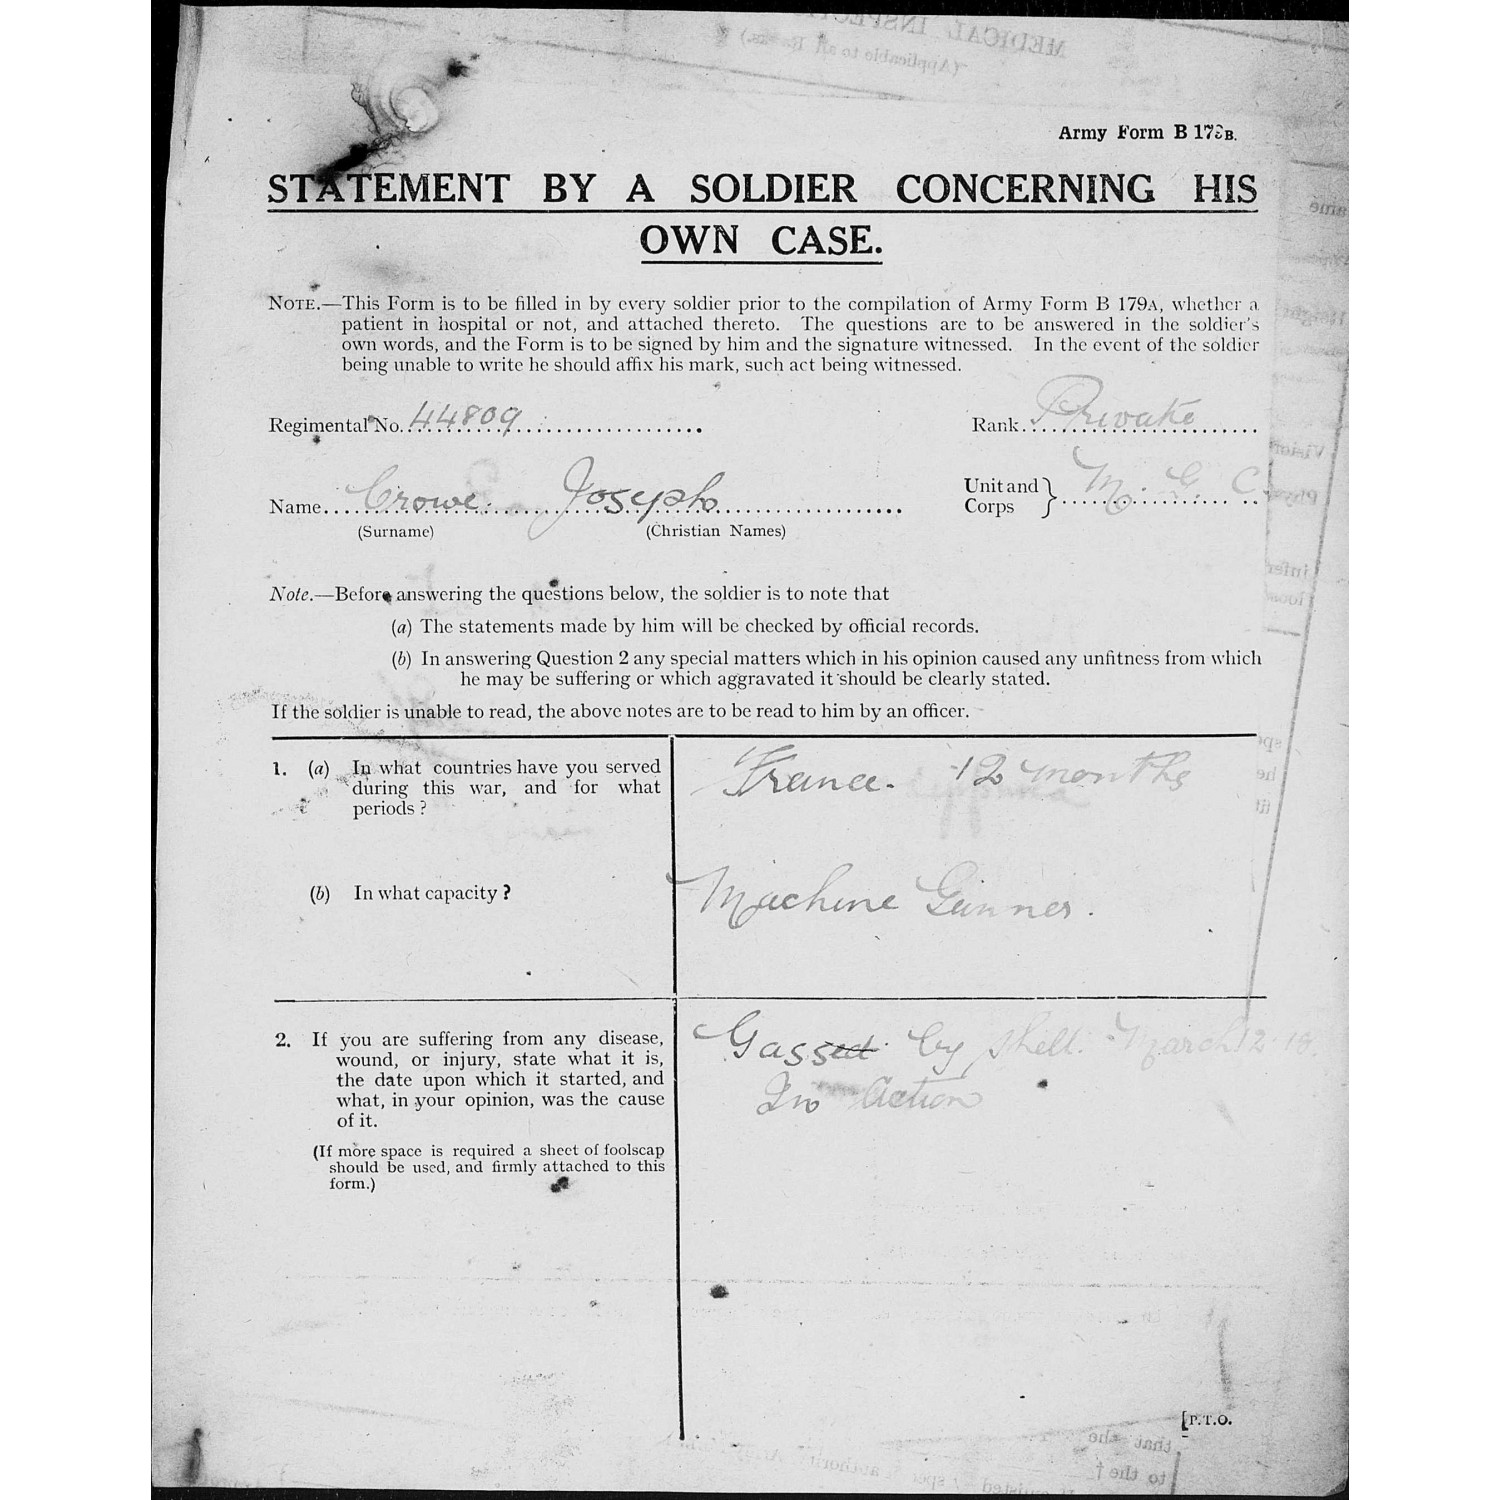 Army Form B 179B.
STATEMENT BY A SOLDIER CONCERNING HIS
OWN CASE.
NOTE.—This Form is to be filled in by every soldier prior to the compilation of Army Form B 179A, whether a
patient in hospital or not, and attached thereto. The questions are to be answered in the soldier's
own words, and the Form is to be signed by him and the signature witnessed. In the event of the soldier
being unable to write he should affix his mark, such act being witnessed.
Regimental No. 44809 Rank. Private
Name. Crowe. Joseph Unit and Corps } M. G. C.
(Surname) (Christian Names)
Note.—Before answering the questions below, the soldier is to note that
(a) The statements made by him will be checked by official records.
(b) In answering Question 2 any special matters which in his opinion caused any unfitness from which
he may be suffering or which aggravated it should be clearly stated.
If the soldier is unable to read, the above notes are to be read to him by an officer.
1. (a) In what countries have you served
during this war, and for what
periods ?
France. 12 months
(b) In what capacity ?
Machine Gunner.
2. If you are suffering from any disease,
wound, or injury, state what it is,
the date upon which it started, and
what, in your opinion, was the cause
of it.
(If more space is required a sheet of foolscap
should be used, and firmly attached to this
form.)
Gassed by shell. March 12. 18.
In Action
[P.T.O.